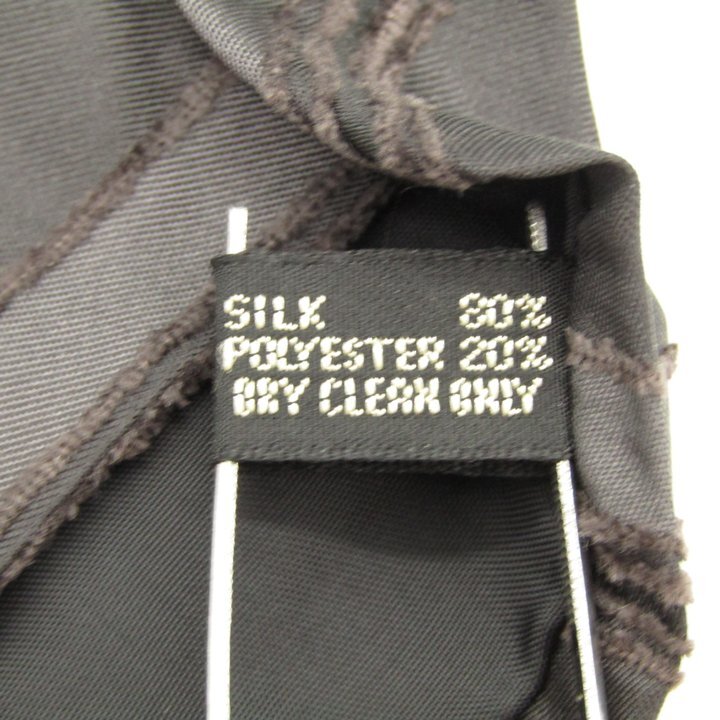 SILK 80%
POLYESTER 20%
DRY CLEAN ONLY